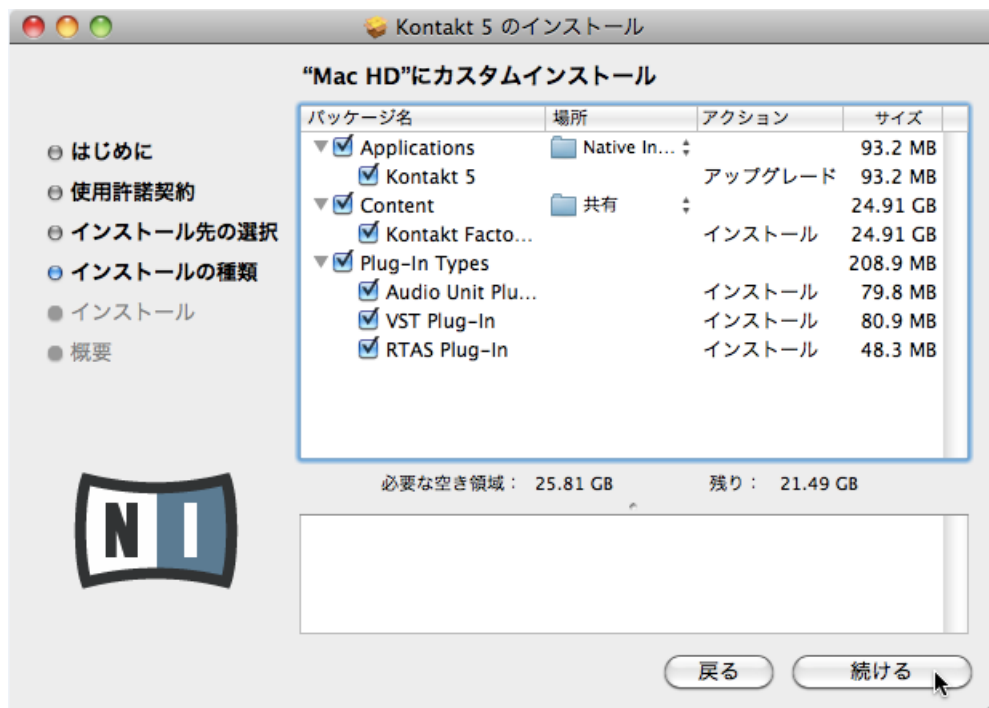 Kontakt 5 のインストール
“Mac HD”にカスタムインストール
はじめに
使用許諾契約
インストール先の選択
インストールの種類
インストール
概要
パッケージ名 場所 アクション サイズ
Applications Native In... 93.2 MB
Kontakt 5 アップグレード 93.2 MB
Content 共有 24.91 GB
Kontakt Facto... インストール 24.91 GB
Plug-In Types 208.9 MB
Audio Unit Plu... インストール 79.8 MB
VST Plug-In インストール 80.9 MB
RTAS Plug-In インストール 48.3 MB
必要な空き領域： 25.81 GB 残り： 21.49 GB
NI
戻る 続ける